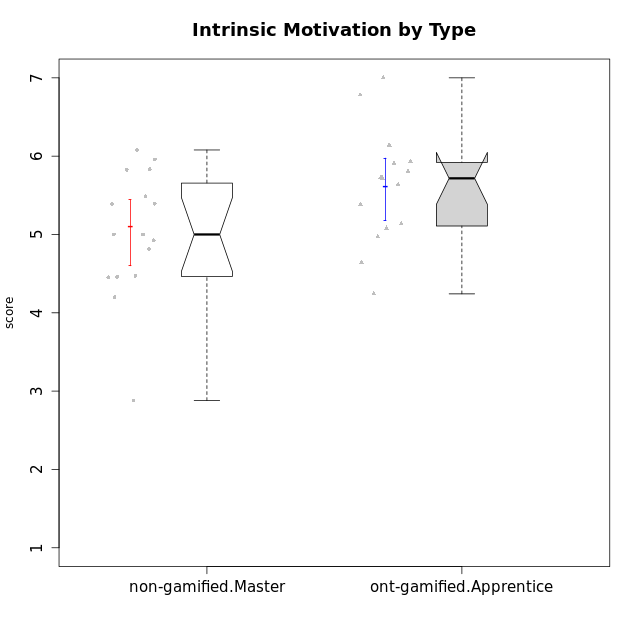 Intrinsic Motivation by Type
7
6
5
4
3
2
1
score
non-gamified.Master
ont-gamified.Apprentice